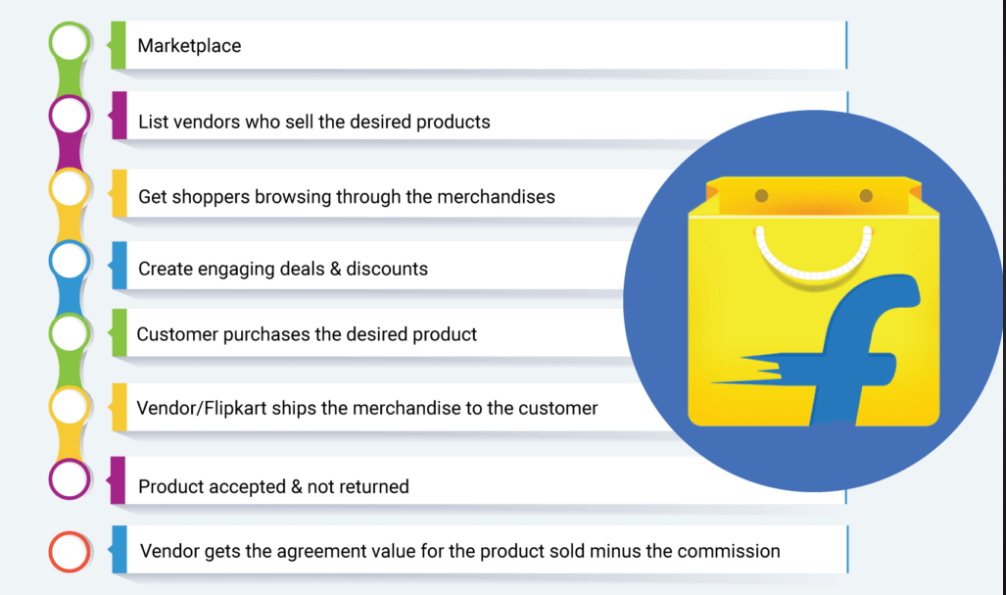 Marketplace
List vendors who sell the desired products
Get shoppers browsing through the merchandises
Create engaging deals & discounts
Customer purchases the desired product
Vendor/Flipkart ships the merchandise to the customer
Product accepted & not returned
Vendor gets the agreement value for the product sold minus the commission
f